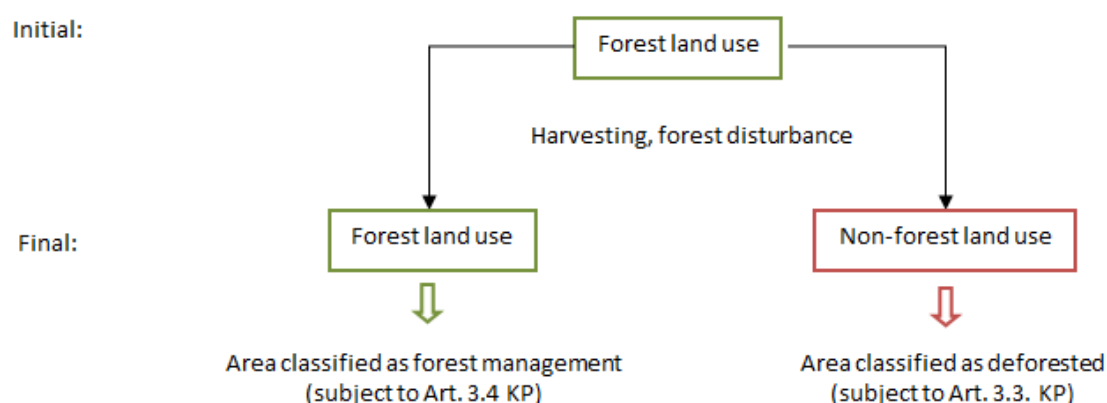 Initial:
Forest land use
Harvesting, forest disturbance
Final:
Forest land use
Non-forest land use
Area classified as forest management
(subject to Art. 3.4 KP)
Area classified as deforested
(subject to Art. 3.3. KP)